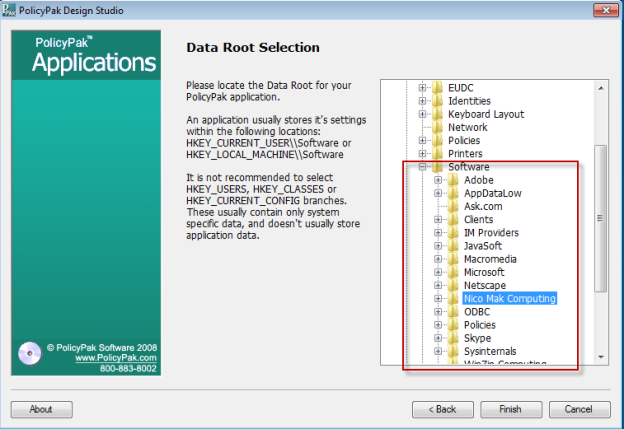 PolicyPak Design Studio
PolicyPak™
Applications
Data Root Selection
Please locate the Data Root for your
PolicyPak application.
An application usually stores it's settings
within the following locations:
HKEY_CURRENT_USER\\Software or
HKEY_LOCAL_MACHINE\\Software
It is not recommended to select
HKEY_USERS, HKEY_CLASSES or
HKEY_CURRENT_CONFIG branches.
These usually contain only system
specific data, and doesn't usually store
application data.
EUDC
Identities
Keyboard Layout
Network
Policies
Printers
Software
Adobe
AppDataLow
Ask.com
Clients
IM Providers
JavaSoft
Macromedia
Microsoft
Netscape
Nico Mak Computing
ODBC
Policies
Skype
Sysinternals
WinZip Computing
© PolicyPak Software 2008
www.PolicyPak.com
800-883-8002
About
< Back
Finish
Cancel